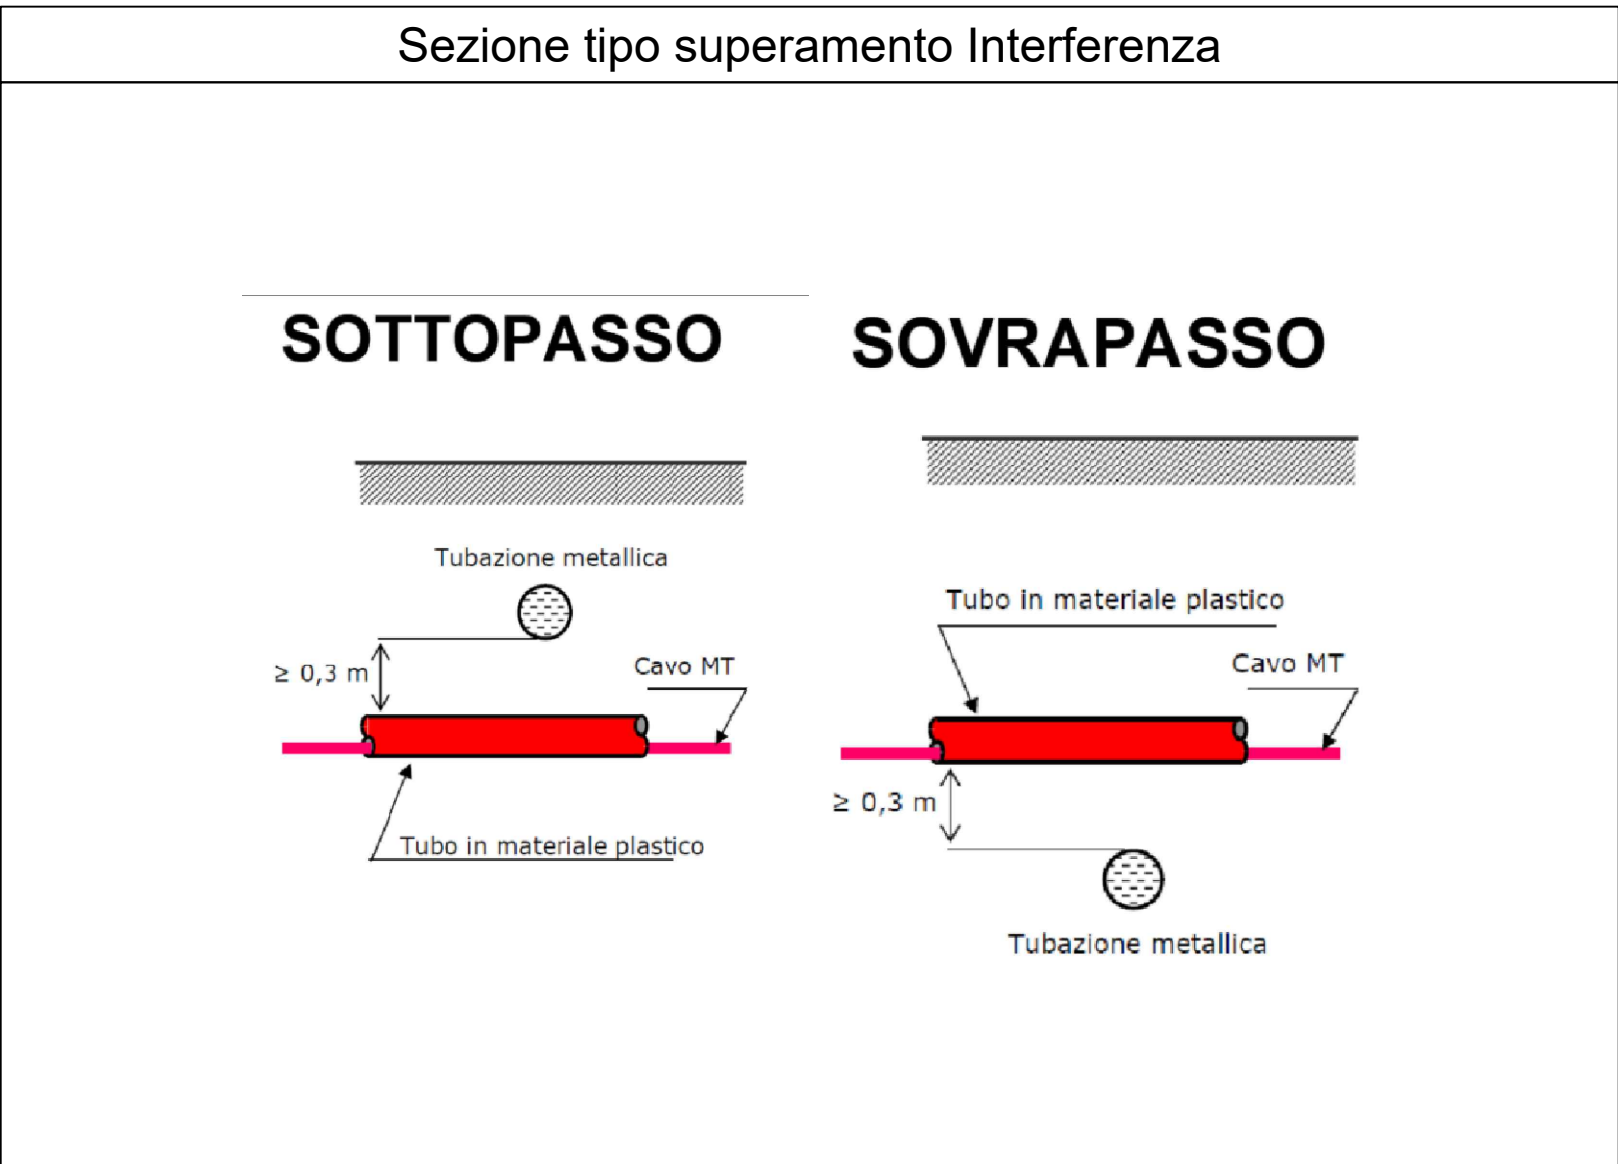 Sezione tipo superamento Interferenza
SOTTOPASSO
Tubazione metallica
≥ 0,3 m
Cavo MT
Tubo in materiale plastico
SOVRAPASSO
Tubo in materiale plastico
Cavo MT
≥ 0,3 m
Tubazione metallica